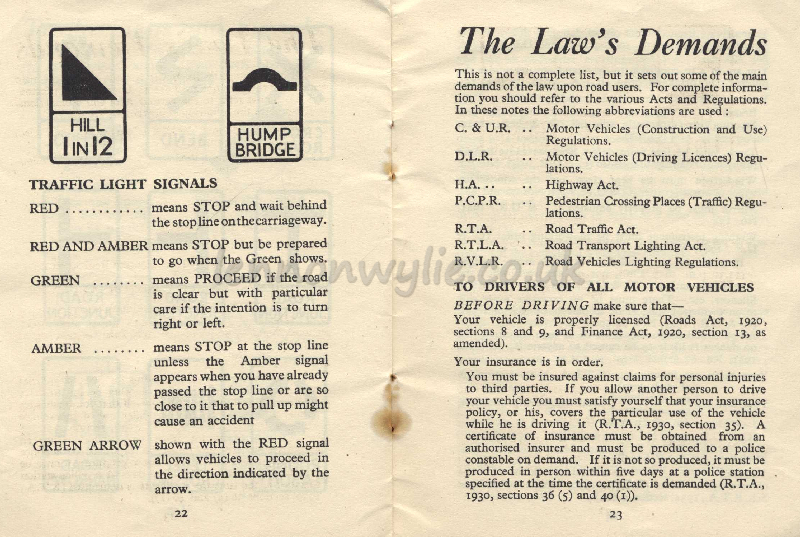 HILL
1 IN 12
HUMP
BRIDGE
TRAFFIC LIGHT SIGNALS
RED ............ means STOP and wait behind
the stop line on the carriageway.
RED AND AMBER means STOP but be prepared
to go when the Green shows.
GREEN ........ means PROCEED if the road
is clear but with particular
care if the intention is to turn
right or left.
AMBER ........ means STOP at the stop line
unless the Amber signal
appears when you have already
passed the stop line or are so
close to it that to pull up might
cause an accident
GREEN ARROW shown with the RED signal
allows vehicles to proceed in
the direction indicated by the
arrow.
22
The Law's Demands
This is not a complete list, but it sets out some of the main
demands of the law upon road users. For complete informa-
tion you should refer to the various Acts and Regulations.
In these notes the following abbreviations are used :
C. & U.R. .. Motor Vehicles (Construction and Use)
Regulations.
D.L.R. .. Motor Vehicles (Driving Licences) Regu-
lations.
H.A. .. .. Highway Act.
P.C.P.R. .. Pedestrian Crossing Places (Traffic) Regu-
lations.
R.T.A. .. Road Traffic Act.
R.T.L.A. .. Road Transport Lighting Act.
R.V.L.R. .. Road Vehicles Lighting Regulations.
TO DRIVERS OF ALL MOTOR VEHICLES
BEFORE DRIVING make sure that—
Your vehicle is properly licensed (Roads Act, 1920,
sections 8 and 9, and Finance Act, 1920, section 13, as
amended).
Your insurance is in order.
You must be insured against claims for personal injuries
to third parties. If you allow another person to drive
your vehicle you must satisfy yourself that your insurance
policy, or his, covers the particular use of the vehicle
while he is driving it (R.T.A., 1930, section 35). A
certificate of insurance must be obtained from an
authorised insurer and must be produced to a police
constable on demand. If it is not so produced, it must be
produced in person within five days at a police station
specified at the time the certificate is demanded (R.T.A.,
1930, sections 36 (5) and 40 (1)).
23